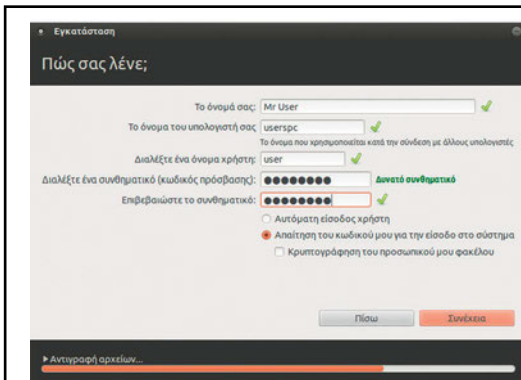 Εγκατάσταση
Πώς σας λένε;
Το όνομά σας: Mr User
Το όνομα του υπολογιστή σας userspc
Το όνομα που χρησιμοποιείται κατά την σύνδεση με άλλους υπολογιστές
Διαλέξτε ένα όνομα χρήστη: user
Διαλέξτε ένα συνθηματικό (κωδικός πρόσβασης): ●●●●●●●● Δυνατό συνθηματικό
Επιβεβαιώστε το συνθηματικό: ●●●●●●●●
Αυτόματη είσοδος χρήστη
Απαίτηση του κωδικού μου για την είσοδο στο σύστημα
Κρυπτογράφηση του προσωπικού μου φακέλου
Πίσω Συνέχεια
Αντιγραφή αρχείων...